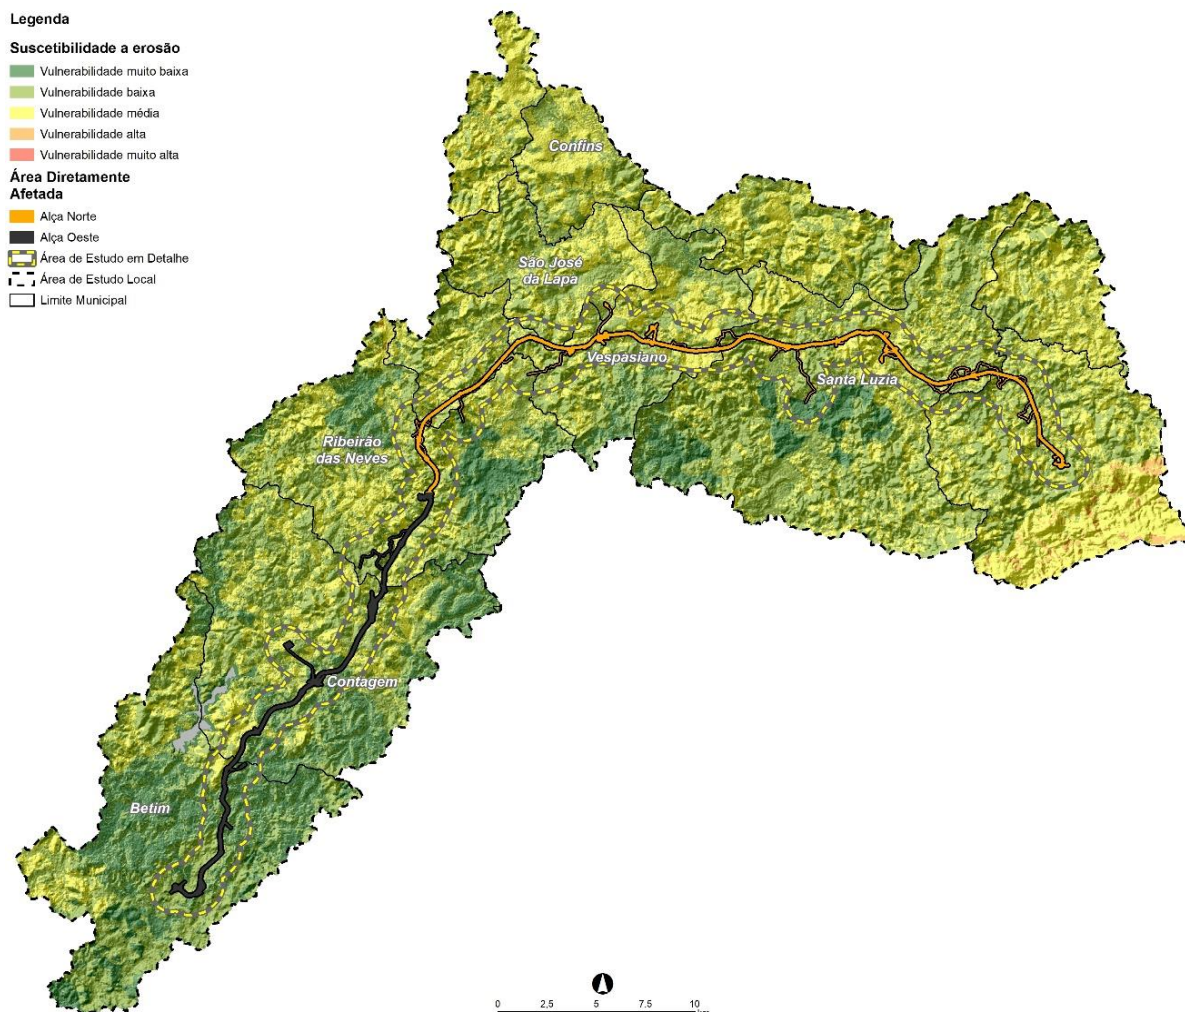 Legenda
Suscetibilidade a erosão
Vulnerabilidade muito baixa
Vulnerabilidade baixa
Vulnerabilidade média
Vulnerabilidade alta
Vulnerabilidade muito alta
Área Diretamente
Afetada
Alça Norte
Alça Oeste
Área de Estudo em Detalhe
Área de Estudo Local
Limite Municipal
Confins
São José
da Lapa
Vespasiano
Santa Luzia
Ribeirão
das Neves
Contagem
Betim
0 2,5 5 7,5 10